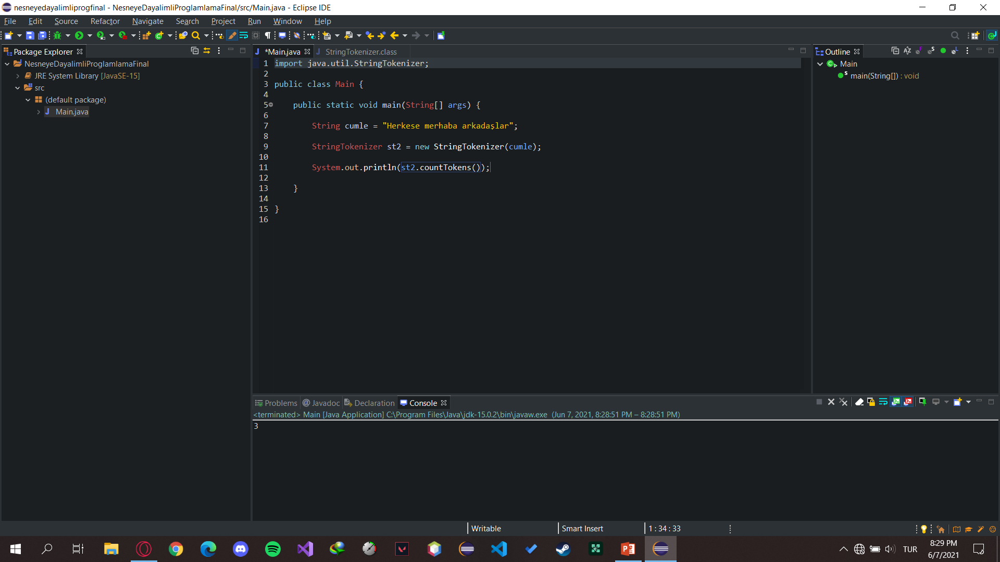 nesneyedayalimliprogfinal - NesneyeDayalimliProglamlamaFinal/src/Main.java - Eclipse IDE
File Edit Source Refactor Navigate Search Project Run Window Help
Package Explorer
NesneyeDayalimliProglamlamaFinal
JRE System Library [JavaSE-15]
src
(default package)
Main.java
*Main.java StringTokenizer.class
1 import java.util.StringTokenizer;
2
3 public class Main {
4
5 public static void main(String[] args) {
6
7 String cumle = "Herkese merhaba arkadaşlar";
8
9 StringTokenizer st2 = new StringTokenizer(cumle);
10
11 System.out.println(st2.countTokens());
12
13 }
14
15 }
16
Outline
Main
main(String[]) : void
Problems @ Javadoc Declaration Console
<terminated> Main [Java Application] C:\Program Files\Java\jdk-15.0.2\bin\javaw.exe (Jun 7, 2021, 8:28:51 PM – 8:28:51 PM)
3
Writable Smart Insert 1 : 34 : 33
TUR
8:29 PM
6/7/2021